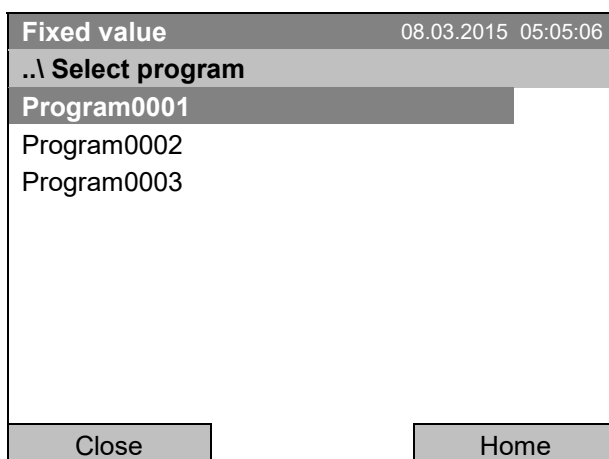 Fixed value 08.03.2015 05:05:06
..\ Select program
Program0001
Program0002
Program0003
Close Home